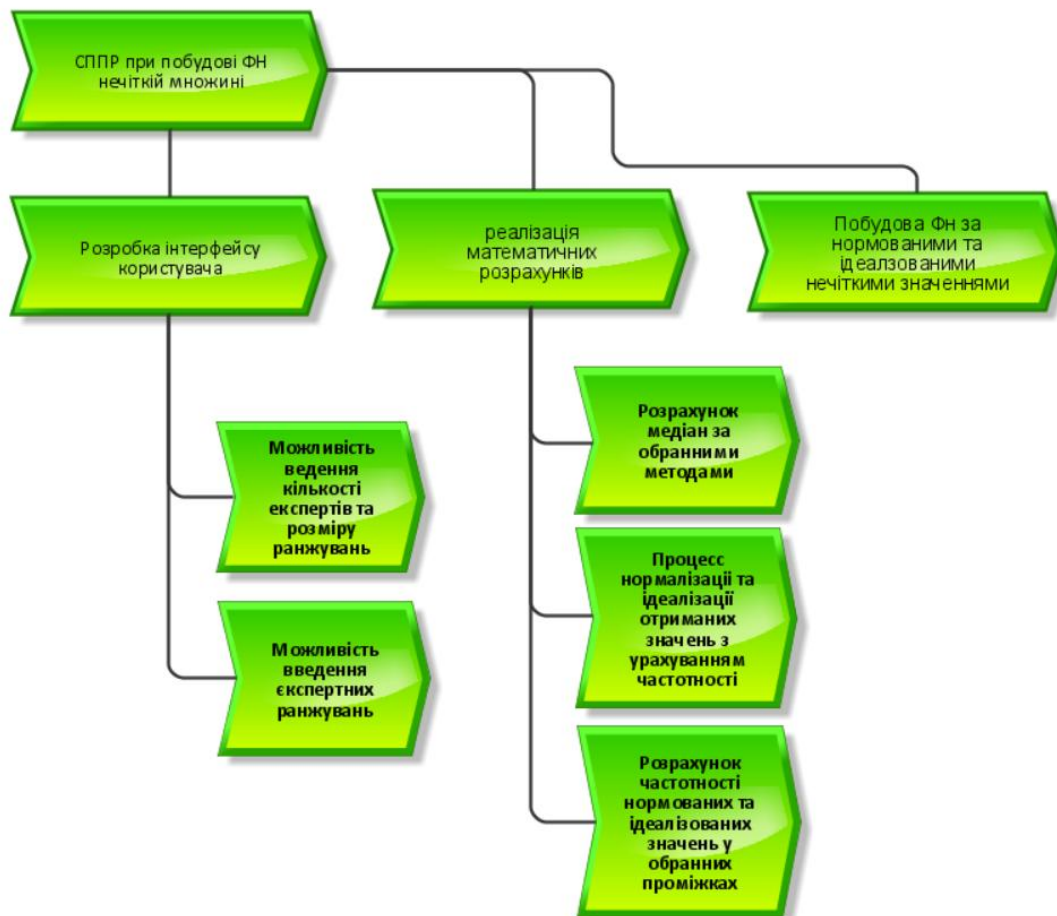 СППР при побудові ФН
нечіткій множині
Розробка інтерфейсу
користувача
реалізація
математичних
розрахунків
Побудова Фн за
нормованими та
ідеалзованими
нечіткими значеннями
Можливість
ведення
кількості
експертів та
розміру
ранжувань
Можливість
введення
єкспертних
ранжувань
Розрахунок
медіан за
обранними
методами
Процесс
нормалізаціі та
ідеалізації
отриманих
значень з
урахуванням
частотності
Розрахунок
частотності
нормованих та
ідеалізованих
значень у
обранних
проміжках